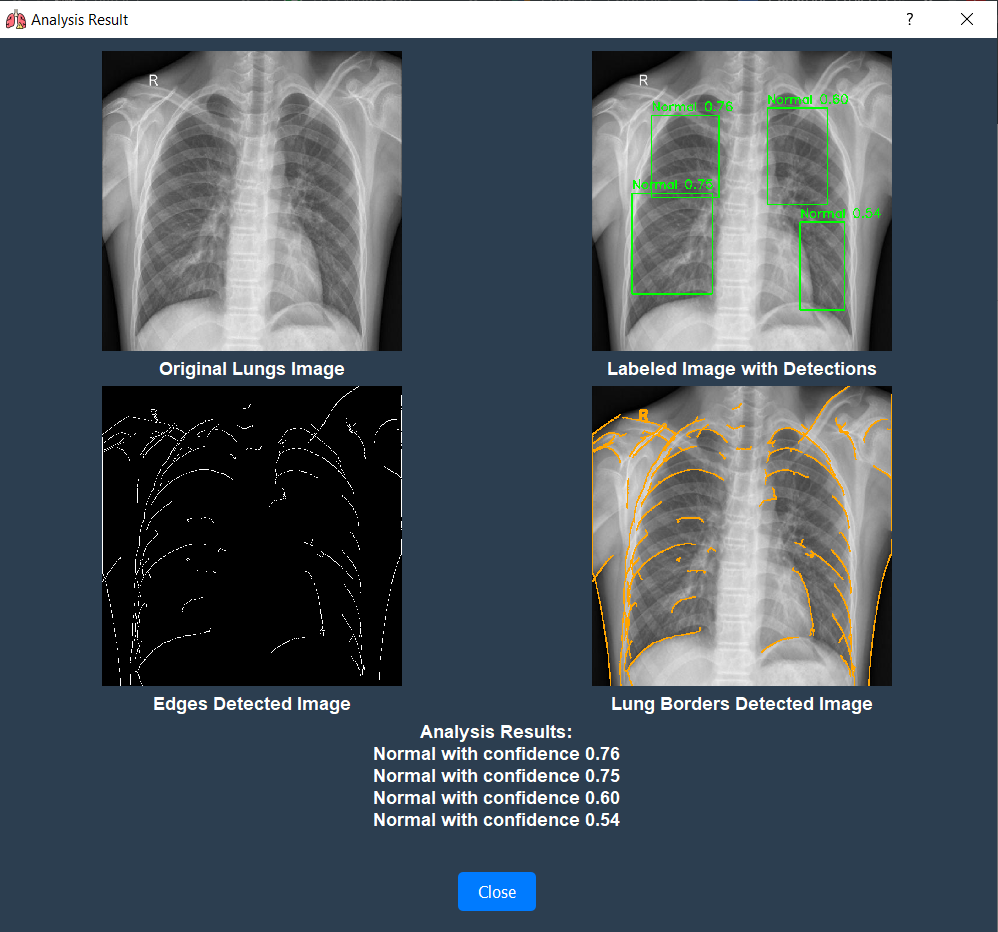 Analysis Result
?
R
R
Normal 0.76
Normal 0.60
Normal 0.75
Normal 0.54
Original Lungs Image
Labeled Image with Detections
R
R
Edges Detected Image
Lung Borders Detected Image
Analysis Results:
Normal with confidence 0.76
Normal with confidence 0.75
Normal with confidence 0.60
Normal with confidence 0.54
Close